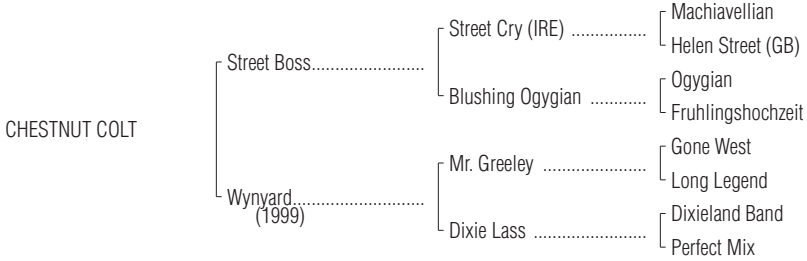 Machiavellian
Street Cry (IRE) ................
Helen Street (GB)
Street Boss........................
Ogygian
Blushing Ogygian ............
Fruhlingshochzeit
CHESTNUT COLT
Gone West
Mr. Greeley ......................
Long Legend
Wynyard............................
(1999)
Dixieland Band
Dixie Lass ........................
Perfect Mix